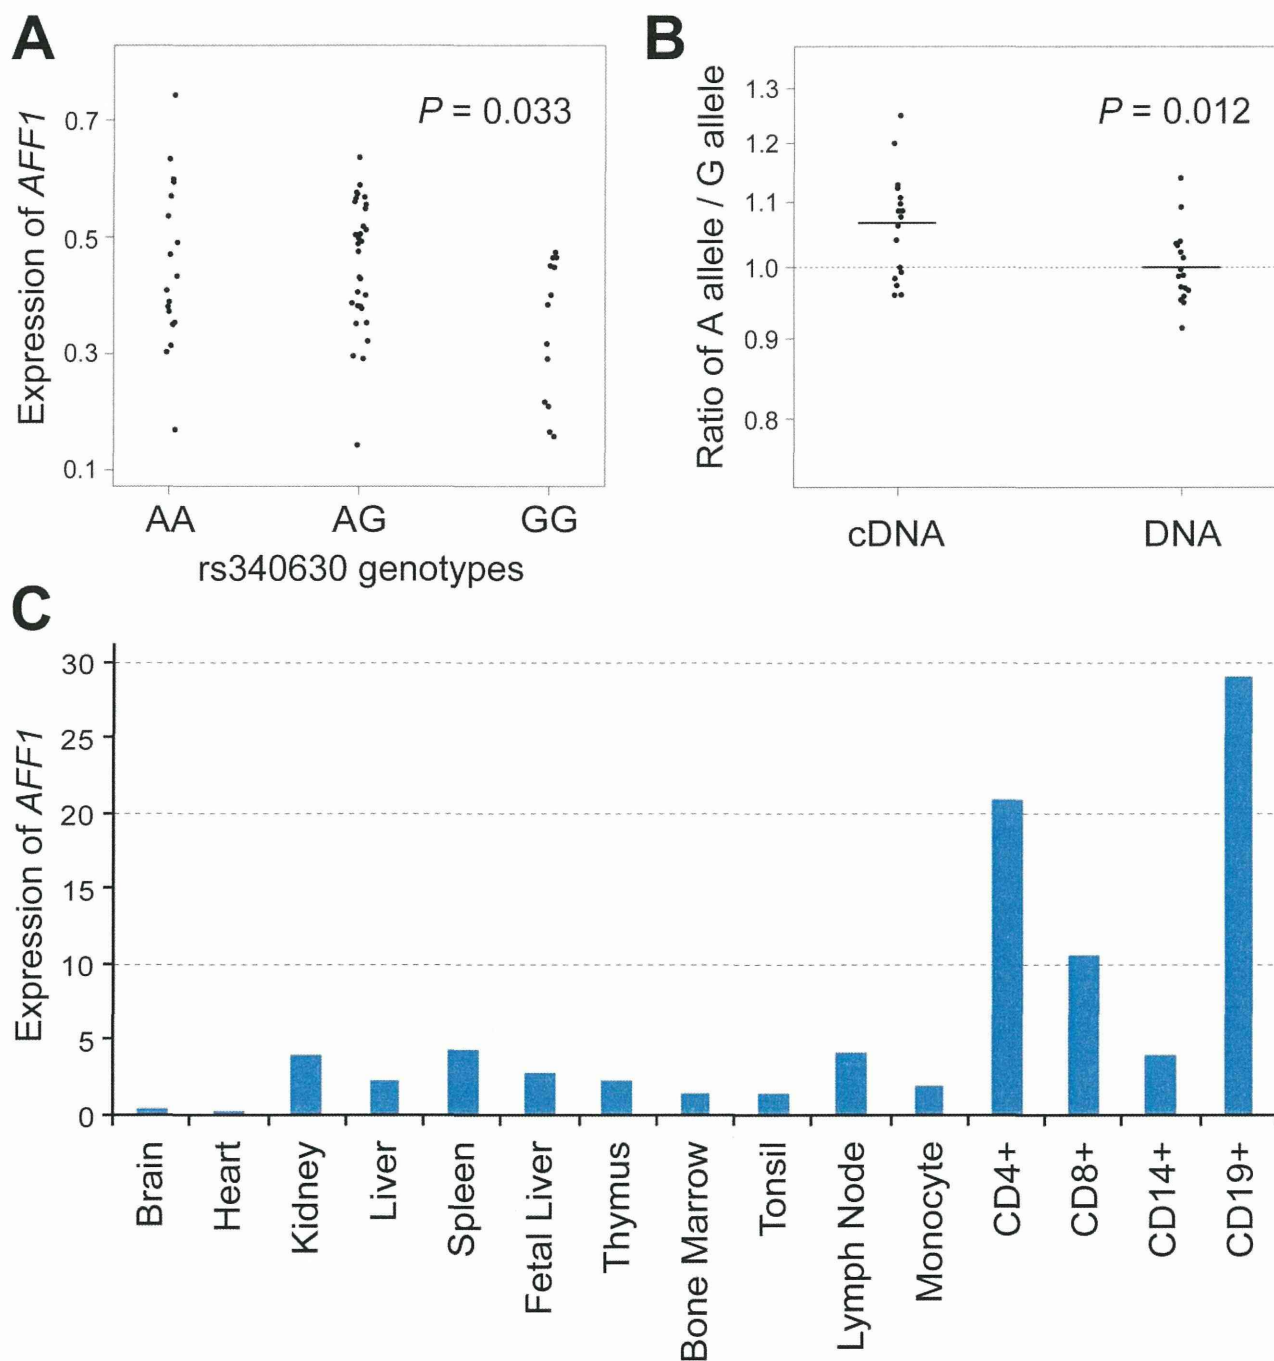 A
Expression of AFF1
0.7
0.5
0.3
0.1
P = 0.033
AA
AG
GG
rs340630 genotypes
B
Ratio of A allele / G allele
1.3
1.2
1.1
1.0
0.9
0.8
P = 0.012
cDNA
DNA
C
Expression of AFF1
30
25
20
15
10
5
0
Brain
Heart
Kidney
Liver
Spleen
Fetal Liver
Thymus
Bone Marrow
Tonsil
Lymph Node
Monocyte
CD4+
CD8+
CD14+
CD19+